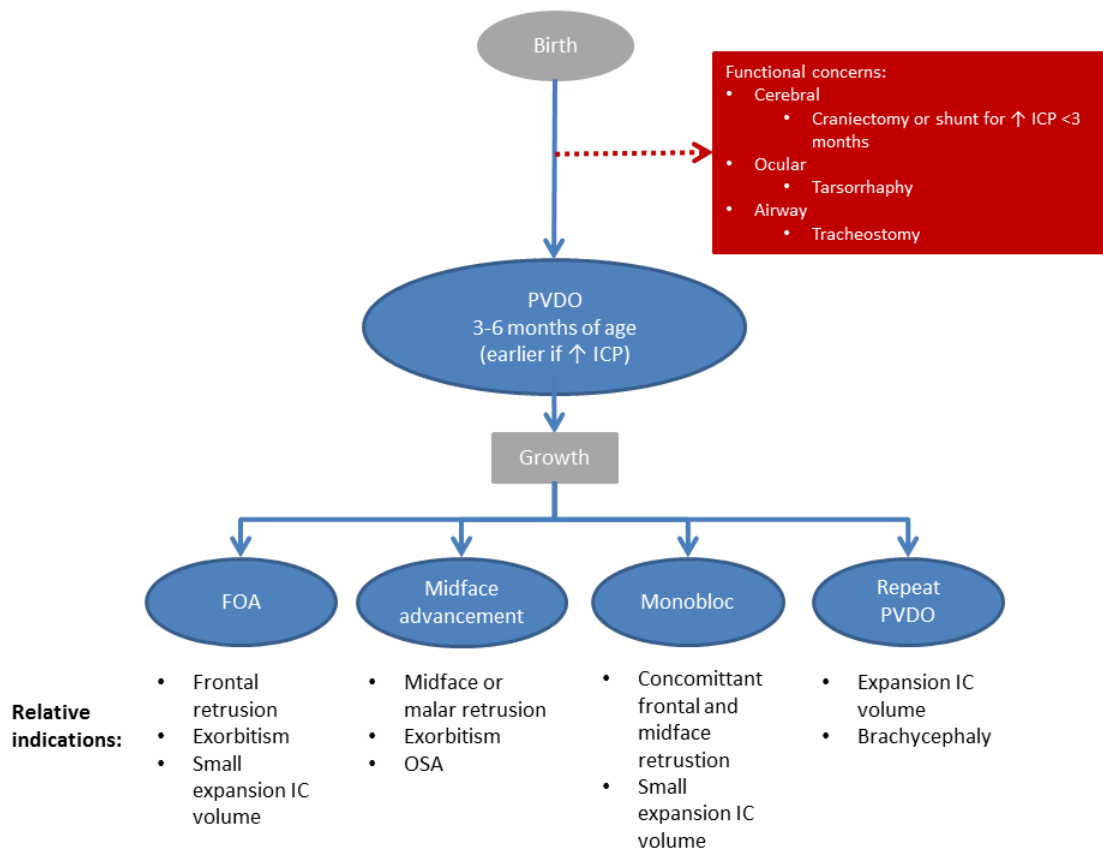 Birth
Functional concerns:
• Cerebral
• Craniectomy or shunt for ↑ ICP <3
months
• Ocular
• Tarsorrhaphy
• Airway
• Tracheostomy
PVDO
3-6 months of age
(earlier if ↑ ICP)
Growth
FOA
Midface
advancement
Monobloc
Repeat
PVDO
Relative
indications:
• Frontal
retrusion
• Exorbitism
• Small
expansion IC
volume
• Midface or
malar retrusion
• Exorbitism
• OSA
• Concomittant
frontal and
midface
retrustion
• Small
expansion IC
volume
• Expansion IC
volume
• Brachycephaly